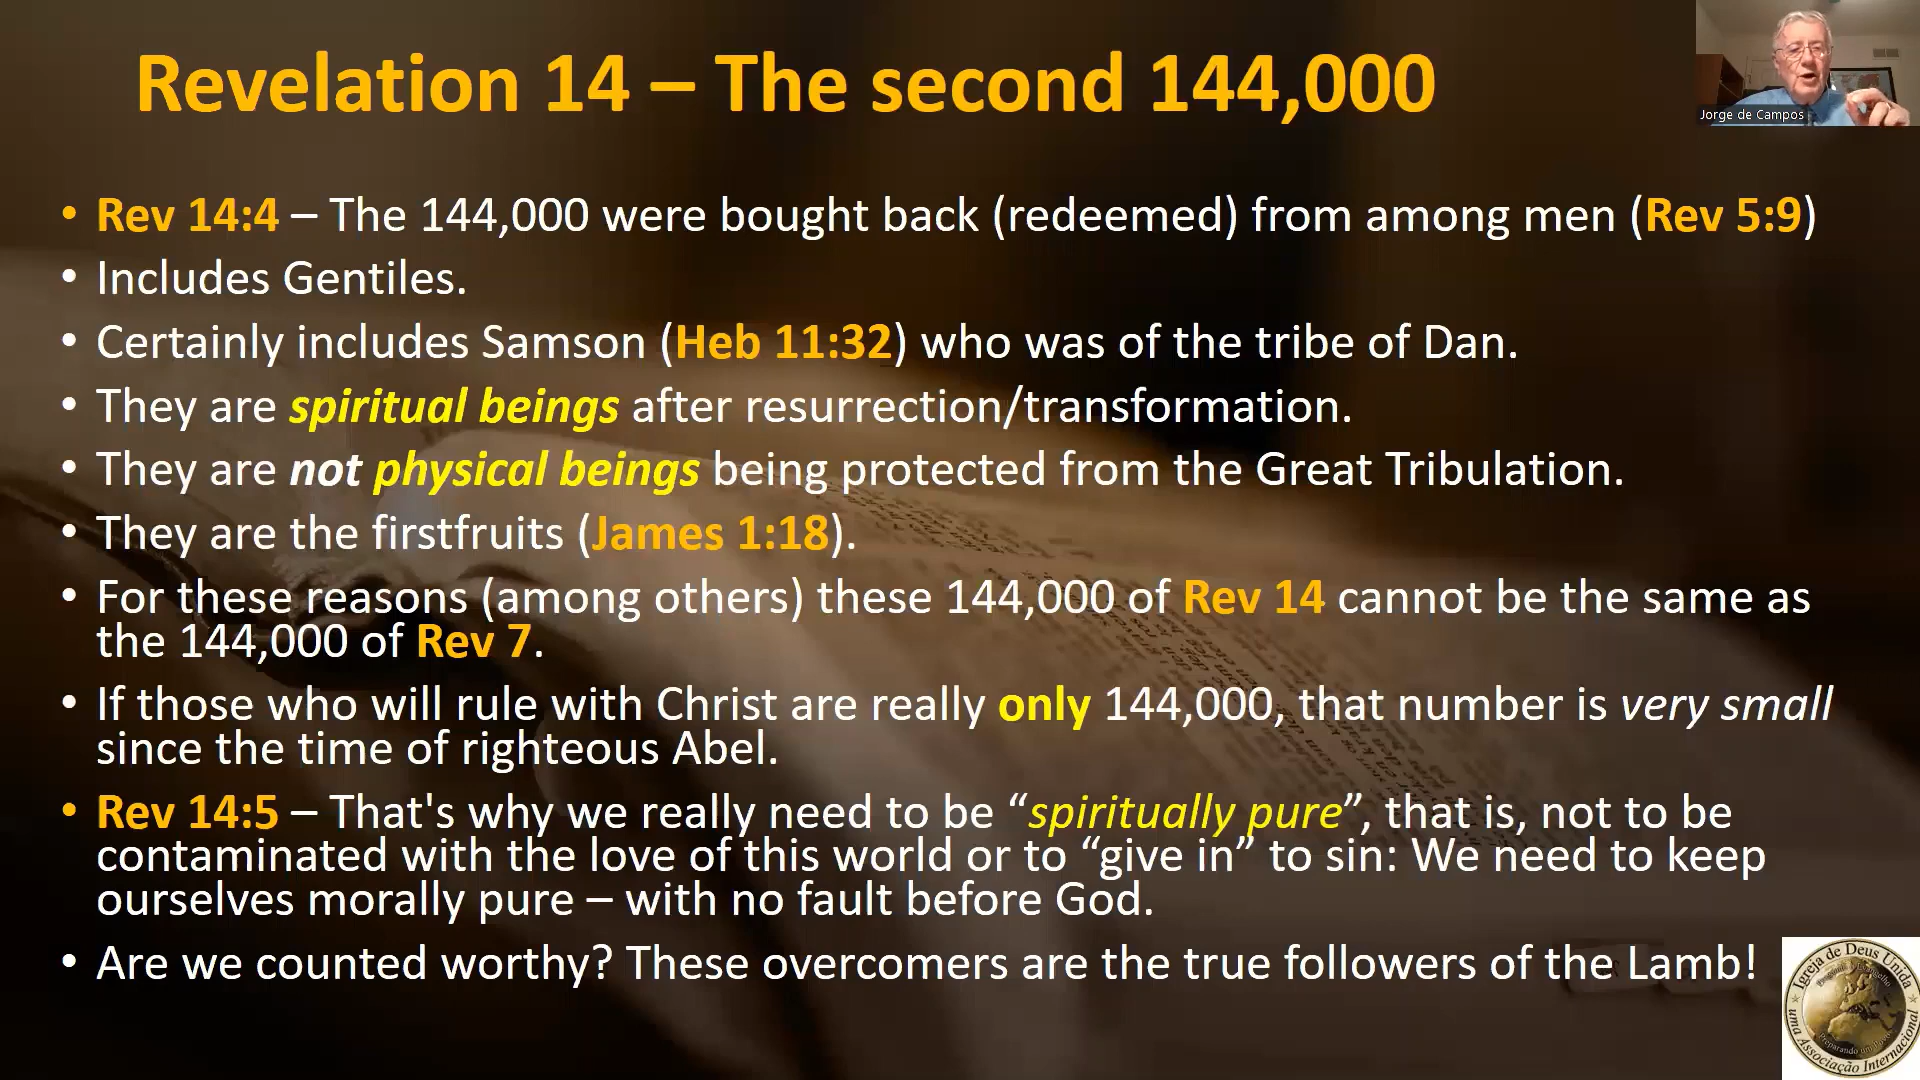 Revelation 14 – The second 144,000
Jorge de Campos
• Rev 14:4 – The 144,000 were bought back (redeemed) from among men (Rev 5:9)
• Includes Gentiles.
• Certainly includes Samson (Heb 11:32) who was of the tribe of Dan.
• They are spiritual beings after resurrection/transformation.
• They are not physical beings being protected from the Great Tribulation.
• They are the firstfruits (James 1:18).
• For these reasons (among others) these 144,000 of Rev 14 cannot be the same as
the 144,000 of Rev 7.
• If those who will rule with Christ are really only 144,000, that number is very small
since the time of righteous Abel.
• Rev 14:5 – That's why we really need to be “spiritually pure”, that is, not to be
contaminated with the love of this world or to “give in” to sin: We need to keep
ourselves morally pure – with no fault before God.
• Are we counted worthy? These overcomers are the true followers of the Lamb!
Igreja de Deus Unida
uma Associação Internacional